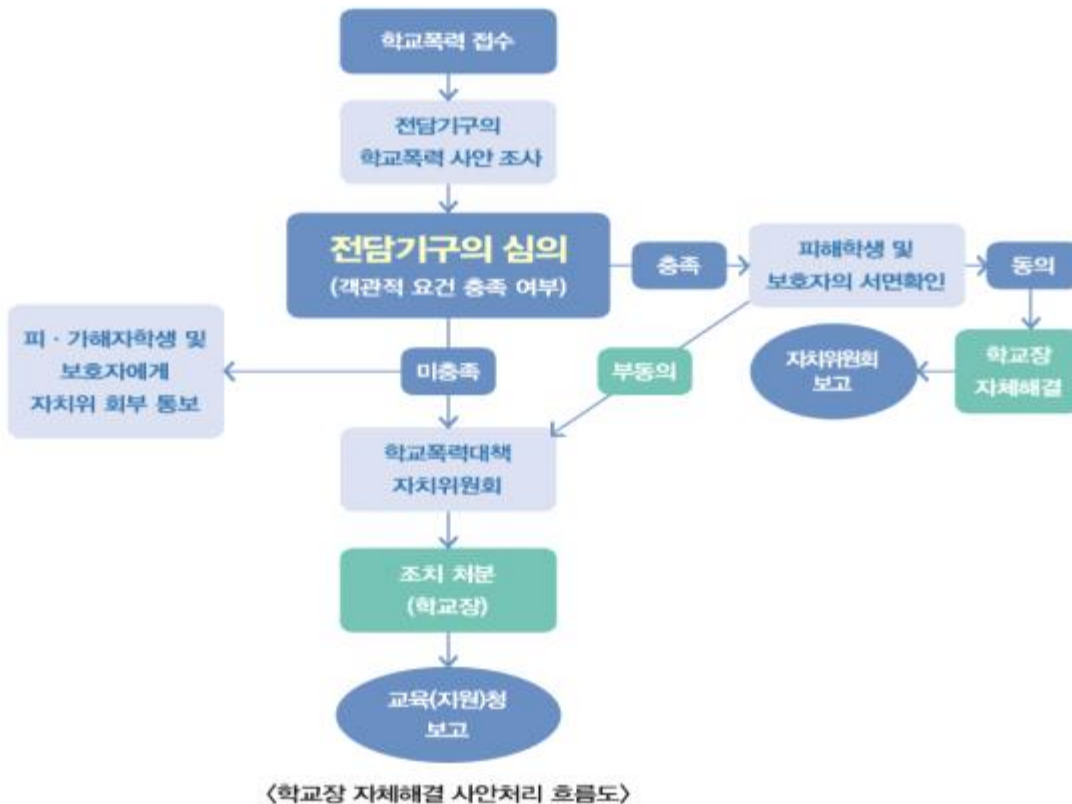 학교폭력 접수
전담기구의
학교폭력 사안 조사
전담기구의 심의
(객관적 요건 충족 여부)
충족
피해학생 및
보호자의 서면확인
동의
피 · 가해자학생 및
보호자에게
자치위 회부 통보
미충족
부동의
자치위원회
보고
학교장
자체해결
학교폭력대책
자치위원회
조치 처분
(학교장)
교육(지원)청
보고
<학교장 자체해결 사안처리 흐름도>